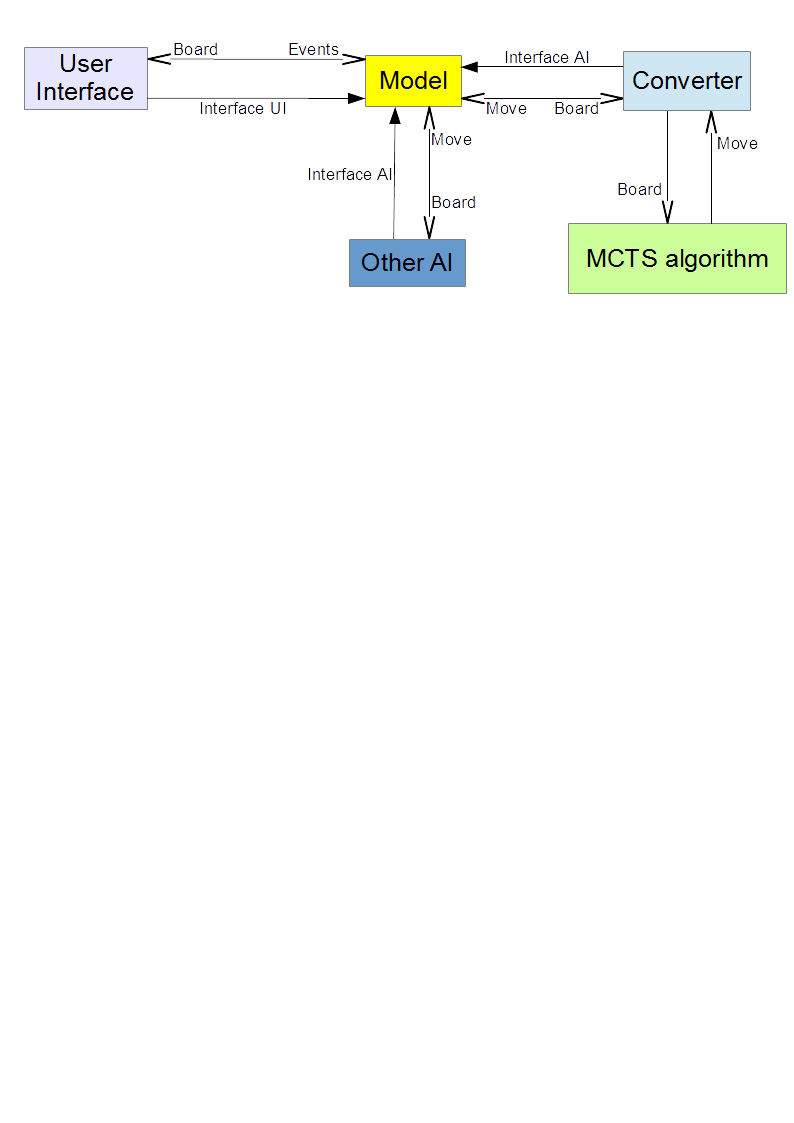 User
Interface
Board
Events
Interface UI
Model
Interface AI
Move
Board
Converter
Move
Board
Interface AI
Move
Board
Other AI
MCTS algorithm